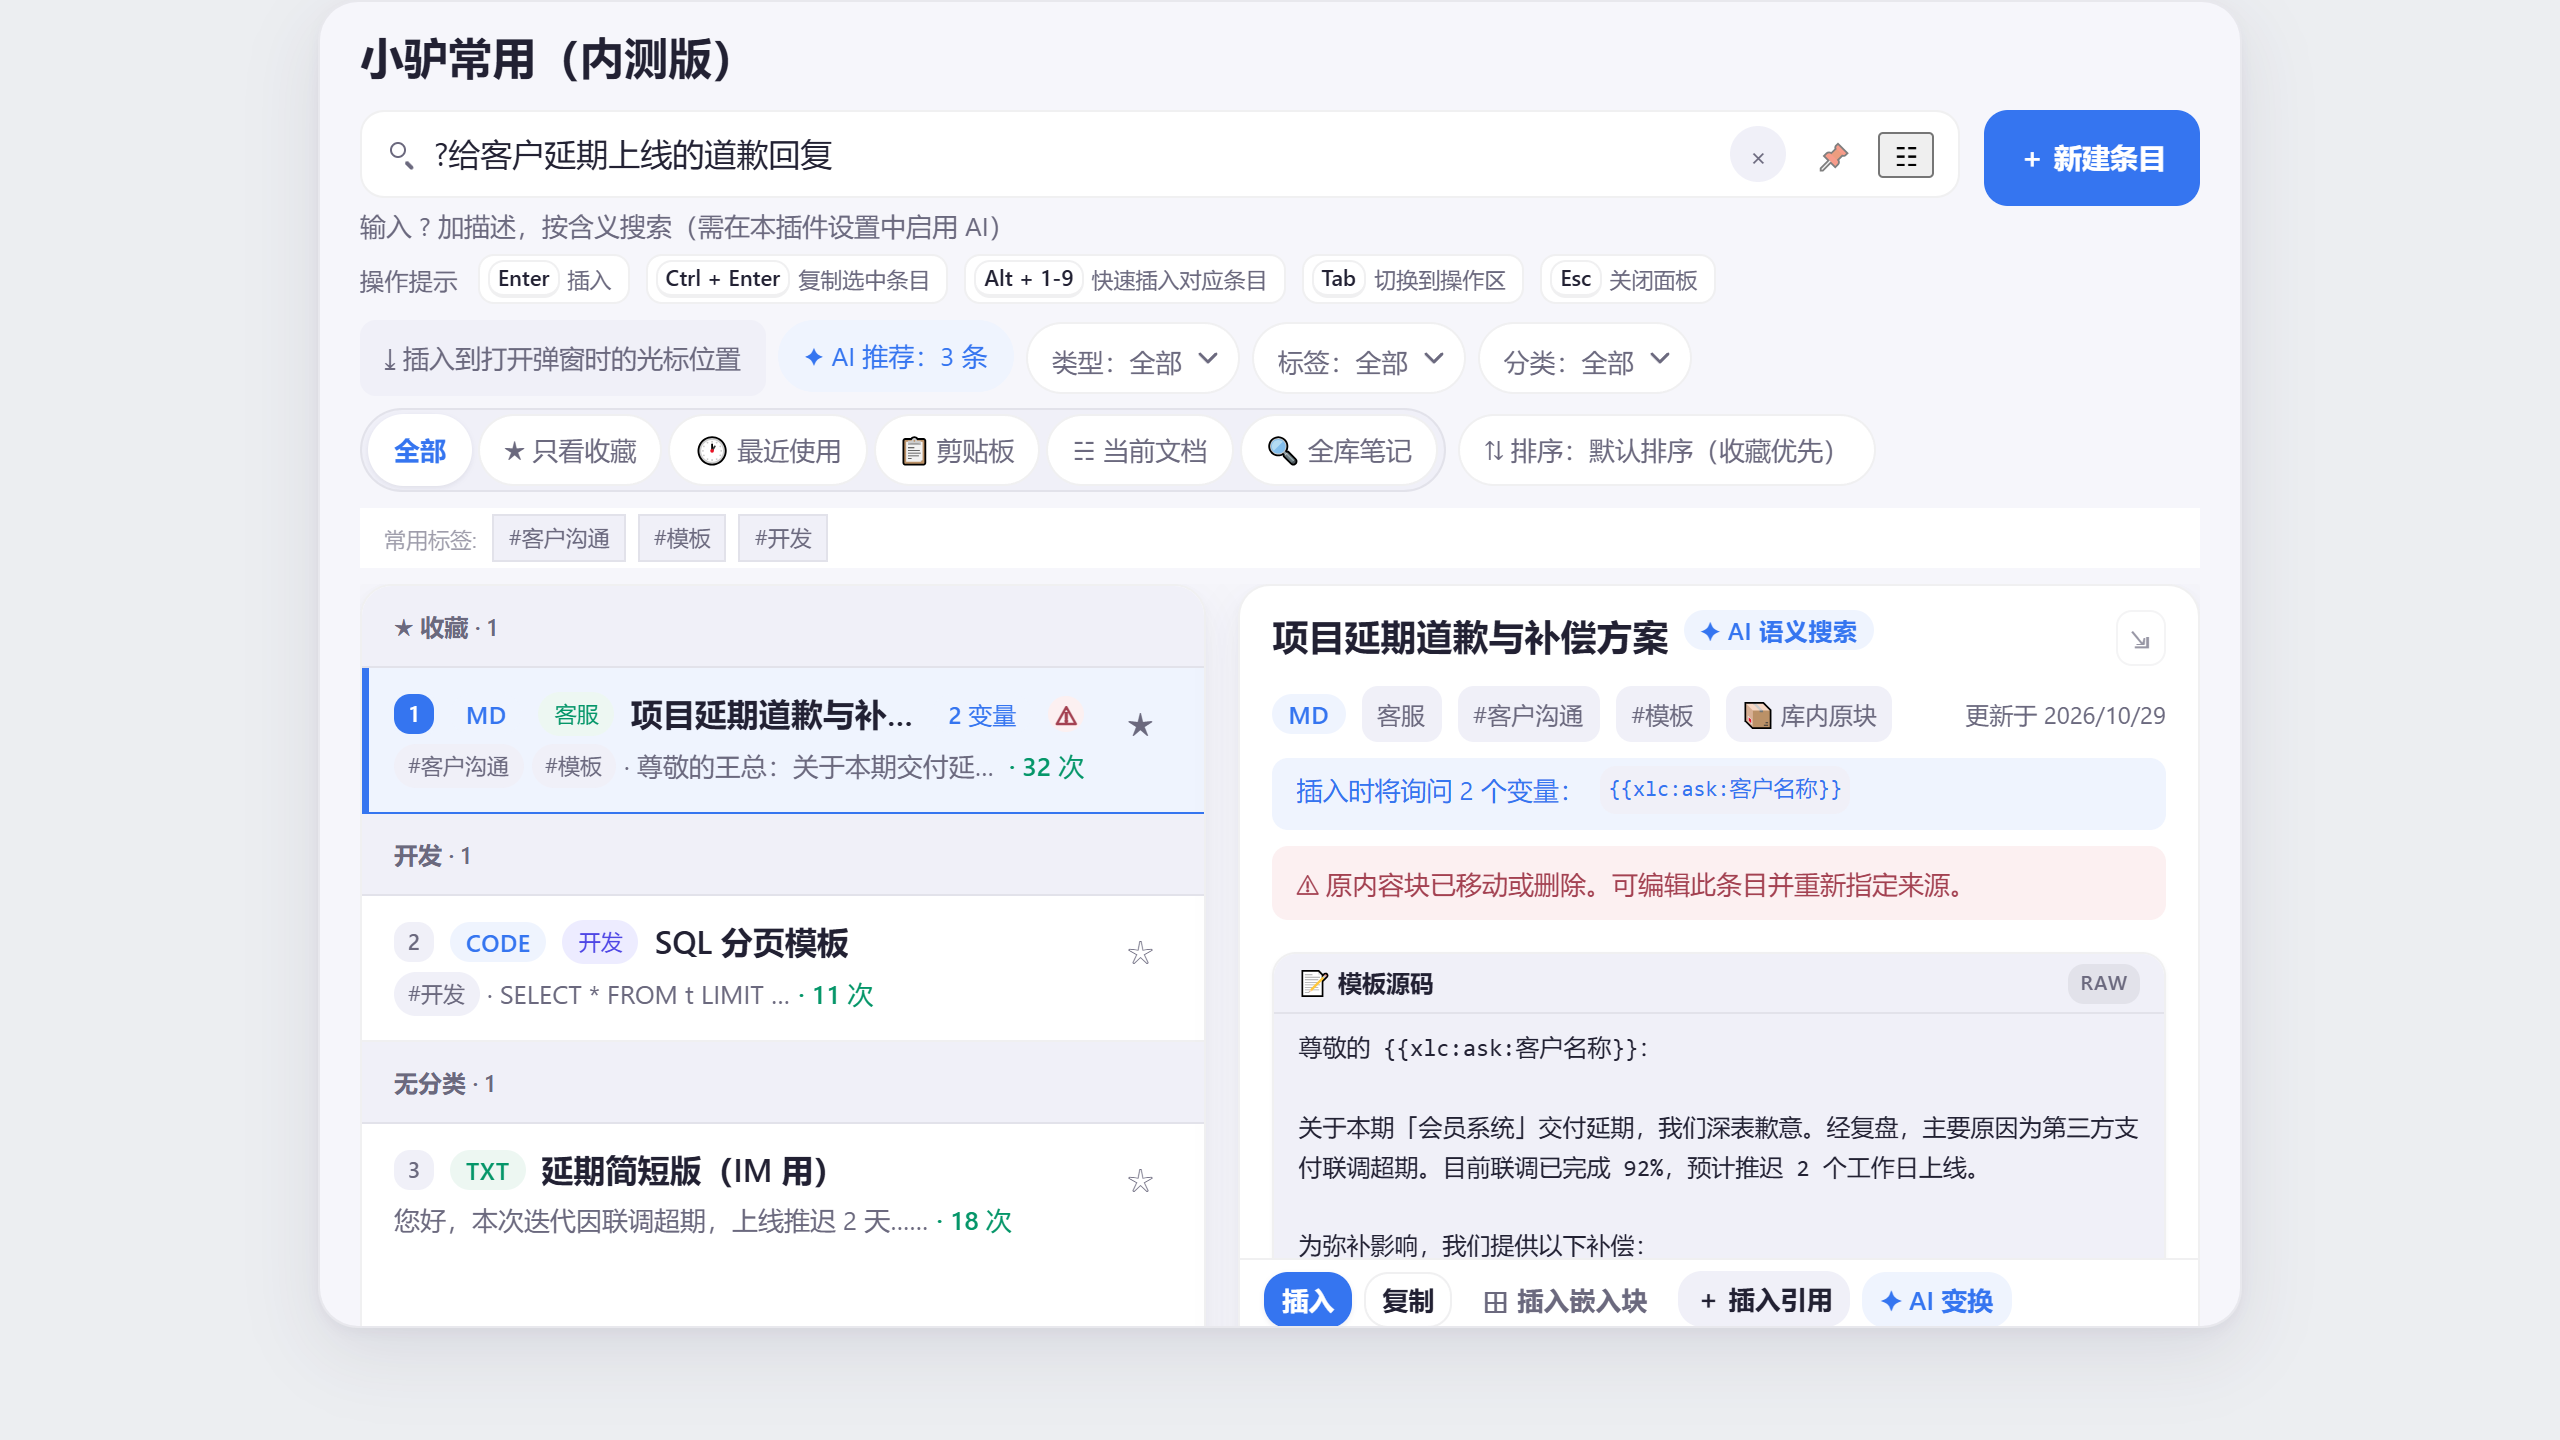 小驴常用（内测版）
?给客户延期上线的道歉回复
× 
+ 新建条目
输入 ? 加描述，按含义搜索（需在本插件设置中启用 AI）
操作提示 Enter 插入 Ctrl + Enter 复制选中条目 Alt + 1-9 快速插入对应条目 Tab 切换到操作区 Esc 关闭面板
⤓ 插入到打开弹窗时的光标位置 ✦ AI 推荐：3 条 类型：全部 标签：全部 分类：全部
全部 ★ 只看收藏 🕐 最近使用 📋 剪贴板 ☵ 当前文档 🔍 全库笔记 ⇅ 排序：默认排序（收藏优先）
常用标签: #客户沟通 #模板 #开发
★ 收藏 · 1
1 MD 客服 项目延期道歉与补... 2 变量 ⚠ ★
#客户沟通 #模板 · 尊敬的王总：关于本期交付延... · 32 次
开发 · 1
2 CODE 开发 SQL 分页模板 ☆
#开发 · SELECT * FROM t LIMIT ... · 11 次
无分类 · 1
3 TXT 延期简短版（IM 用） ☆
您好，本次迭代因联调超期，上线推迟 2 天...... · 18 次
项目延期道歉与补偿方案 ✦ AI 语义搜索
MD 客服 #客户沟通 #模板 📦 库内原块 更新于 2026/10/29
插入时将询问 2 个变量： {{xlc:ask:客户名称}}
⚠ 原内容块已移动或删除。可编辑此条目并重新指定来源。
📝 模板源码 RAW
尊敬的 {{xlc:ask:客户名称}}：
关于本期「会员系统」交付延期，我们深表歉意。经复盘，主要原因为第三方支
付联调超期。目前联调已完成 92%，预计推迟 2 个工作日上线。
为弥补影响，我们提供以下补偿：
插入 复制 田 插入嵌入块 + 插入引用 ✦ AI 变换